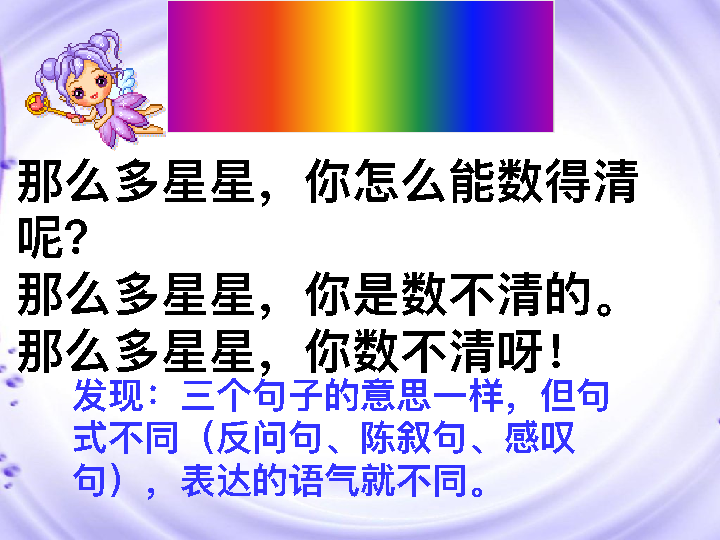 那么多星星，你怎么能数得清
呢？
那么多星星，你是数不清的。
那么多星星，你数不清呀！
发现：三个句子的意思一样，但句
式不同（反问句、陈叙句、感叹
句），表达的语气就不同。